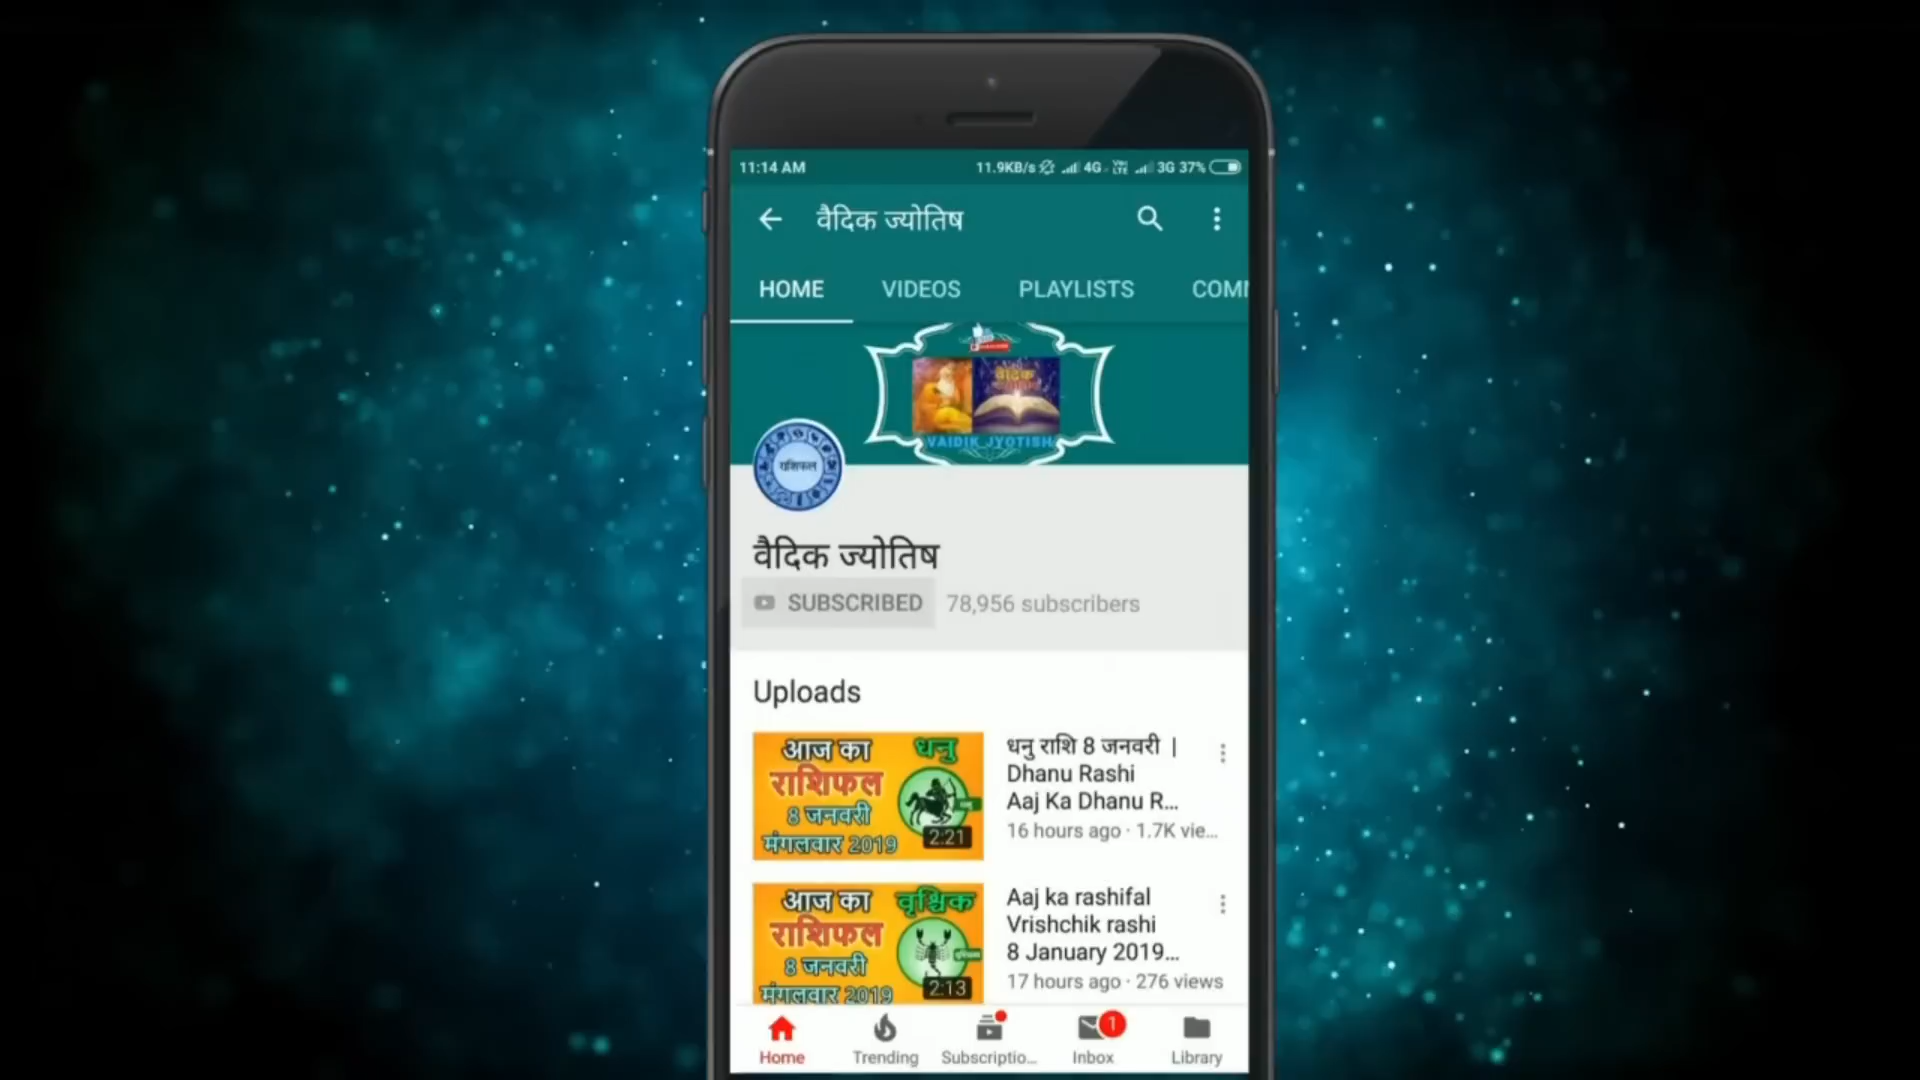 11:14 AM 11.9KB/s 4G VoLTE 3G 37%
वैदिक ज्योतिष
HOME VIDEOS PLAYLISTS COMM
वैदिक
VAIDIK JYOTISH
राशिफल
वैदिक ज्योतिष
SUBSCRIBED 78,956 subscribers
Uploads
आज का धनु
राशिफल
8 जनवरी
मंगलवार 2019
2:21
धनु राशि 8 जनवरी |
Dhanu Rashi
Aaj Ka Dhanu R...
16 hours ago · 1.7K vie...
आज का वृश्चिक
राशिफल
8 जनवरी
मंगलवार 2019
2:13
Aaj ka rashifal
Vrishchik rashi
8 January 2019...
17 hours ago · 276 views
1
Home Trending Subscriptio... Inbox Library